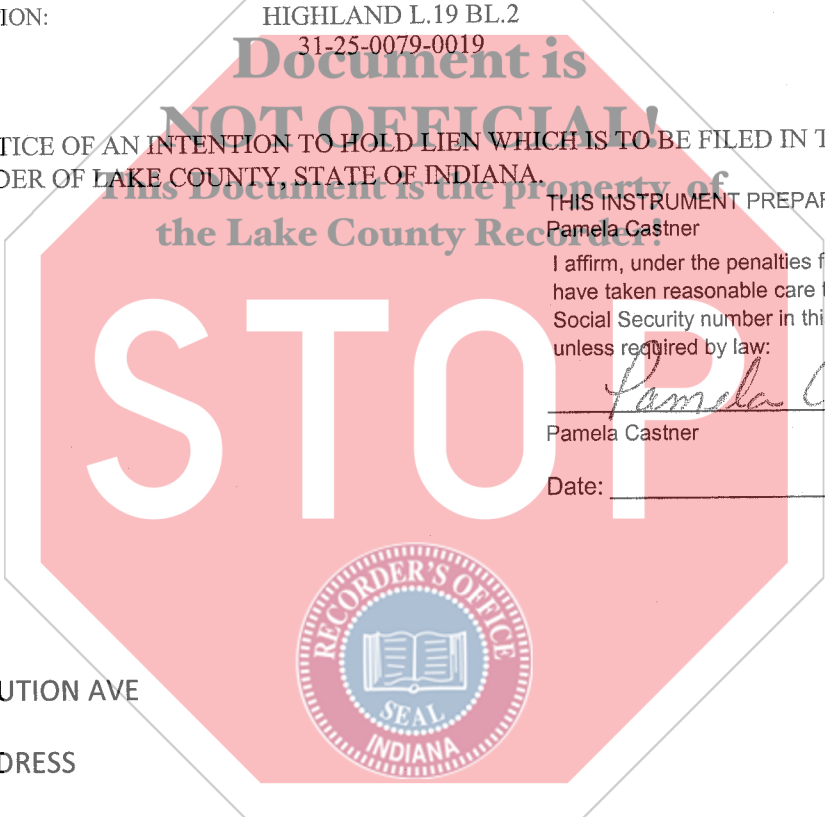 ION:
HIGHLAND L.19 BL.2
31-25-0079-0019
Document is
NOT OFFICIAL!
TICE OF AN INTENTION TO HOLD LIEN WHICH IS TO BE FILED IN T
DER OF LAKE COUNTY, STATE OF INDIANA.
This Document is the property of
the Lake County Recorder!
THIS INSTRUMENT PREPAR
Pamela Castner
I affirm, under the penalties f
have taken reasonable care t
Social Security number in thi
unless required by law:
Pamela C
Pamela Castner
Date:
STOP
RECORDER'S OFFICE
SEAL
INDIANA
UTION AVE
DRESS